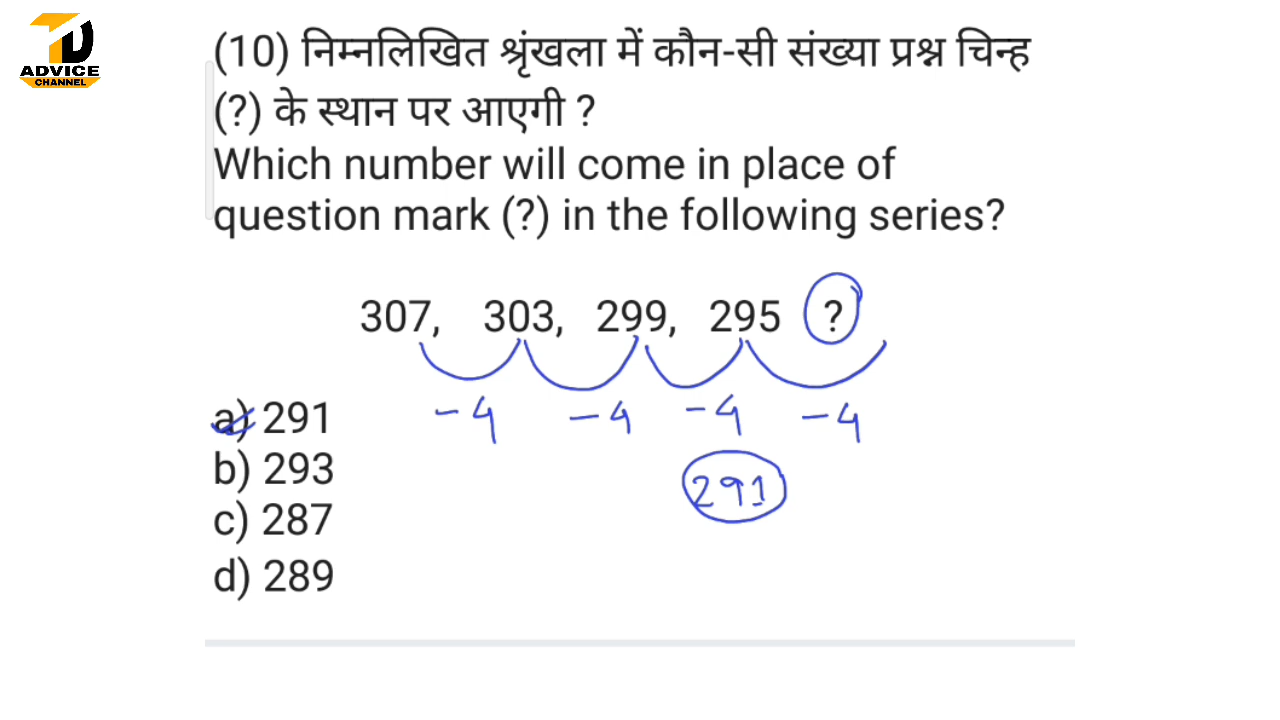 TD
ADVICE
CHANNEL
(10) निम्नलिखित श्रृंखला में कौन-सी संख्या प्रश्न चिन्ह
(?) के स्थान पर आएगी ?
Which number will come in place of
question mark (?) in the following series?
307, 303, 299, 295 ?
-4 -4 -4 -4
291
a) 291
b) 293
c) 287
d) 289